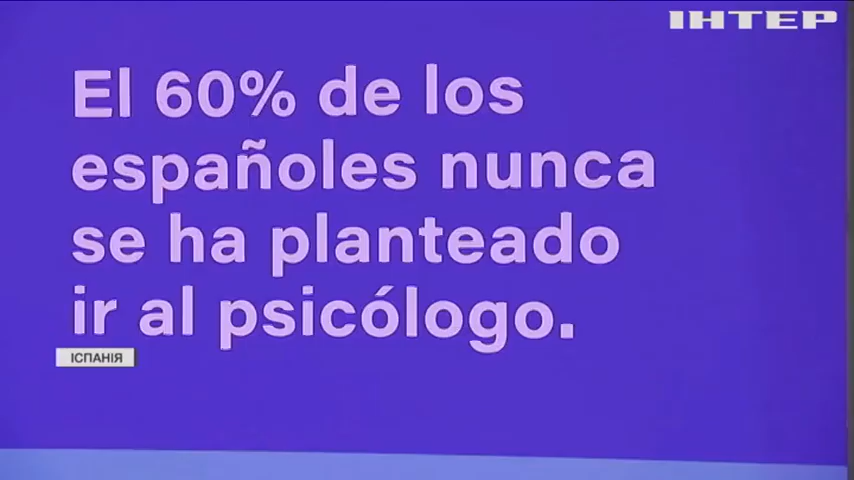 ІНТЕР
El 60% de los
españoles nunca
se ha planteado
ir al psicólogo.
ІСПАНІЯ